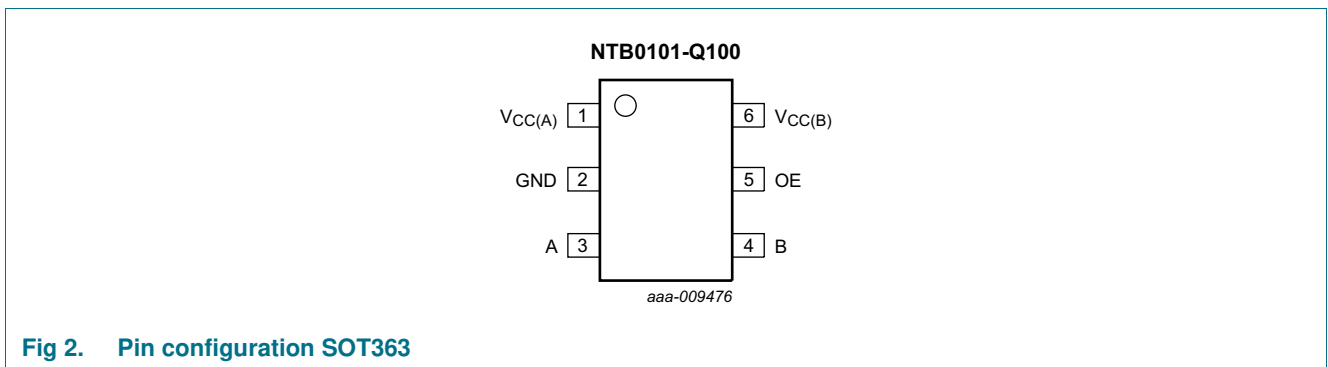 NTB0101-Q100
VCC(A) 1 6 VCC(B)
GND 2 5 OE
A 3 4 B
aaa-009476
Fig 2. Pin configuration SOT363